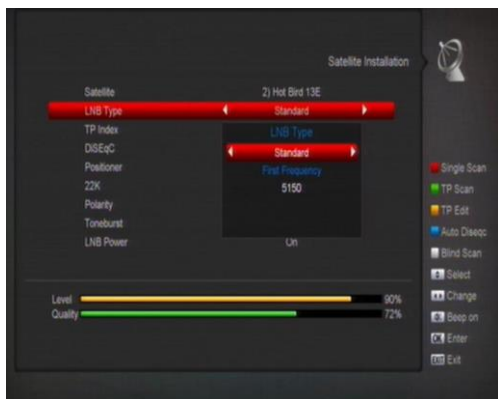 Satellite Installation
Satellite 2) Hot Bird 13E
LNB Type Standard
TP Index
DiSEqC
Positioner
22K
Polarity
Toneburst
LNB Power On
LNB Type
Standard
First Frequency
5150
Level 90%
Quality 72%
Single Scan
TP Scan
TP Edit
Auto Diseqc
Blind Scan
Select
Change
Beep on
OK Enter
EXIT Exit